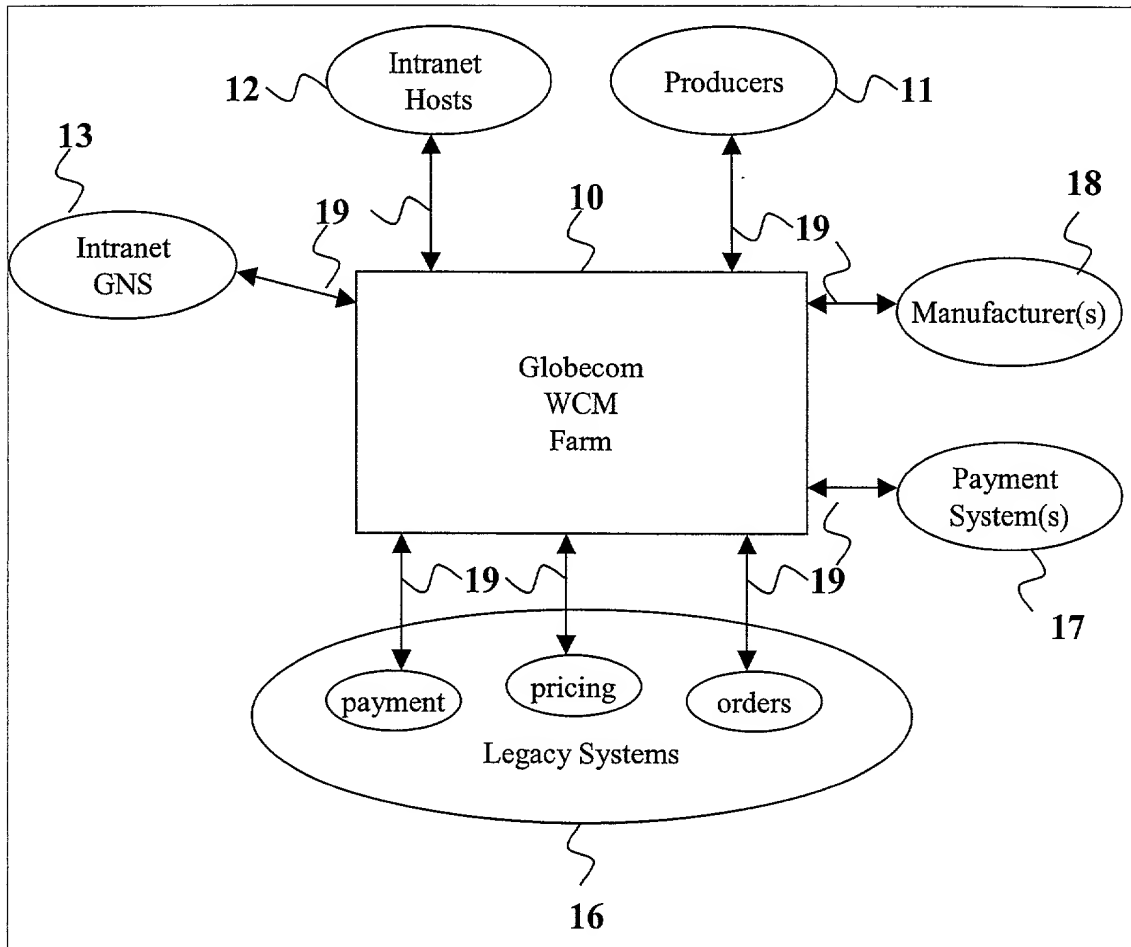 Intranet
Hosts
12
Producers
11
13
Intranet
GNS
19
19
10
19
18
Manufacturer(s)
Globecom
WCM
Farm
Payment
System(s)
17
19
19
19
payment
pricing
orders
Legacy Systems
16